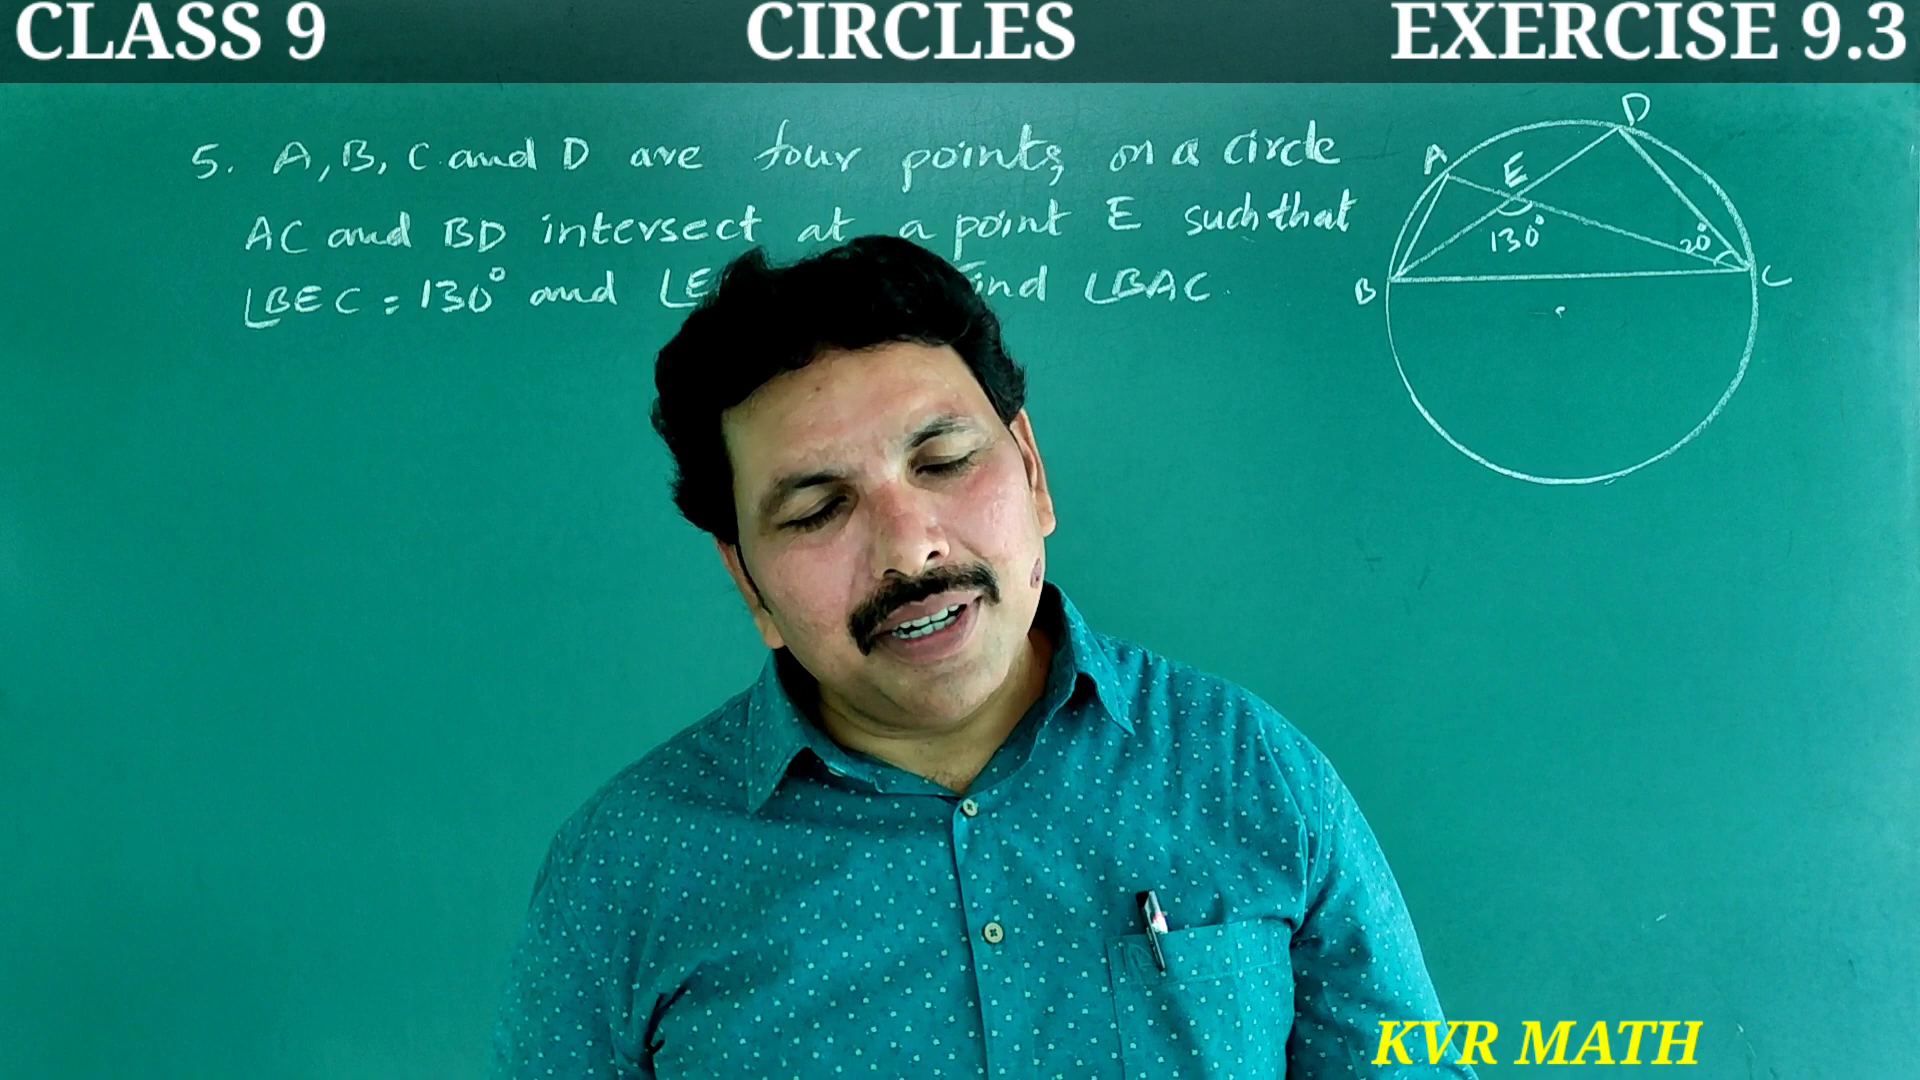 CLASS 9 CIRCLES EXERCISE 9.3
5. A, B, C and D are four points on a circle
AC and BD intersect at a point E such that
∠BEC = 130° and ∠E ind ∠BAC.
D
A
E
130°
20°
B
C
KVR MATH